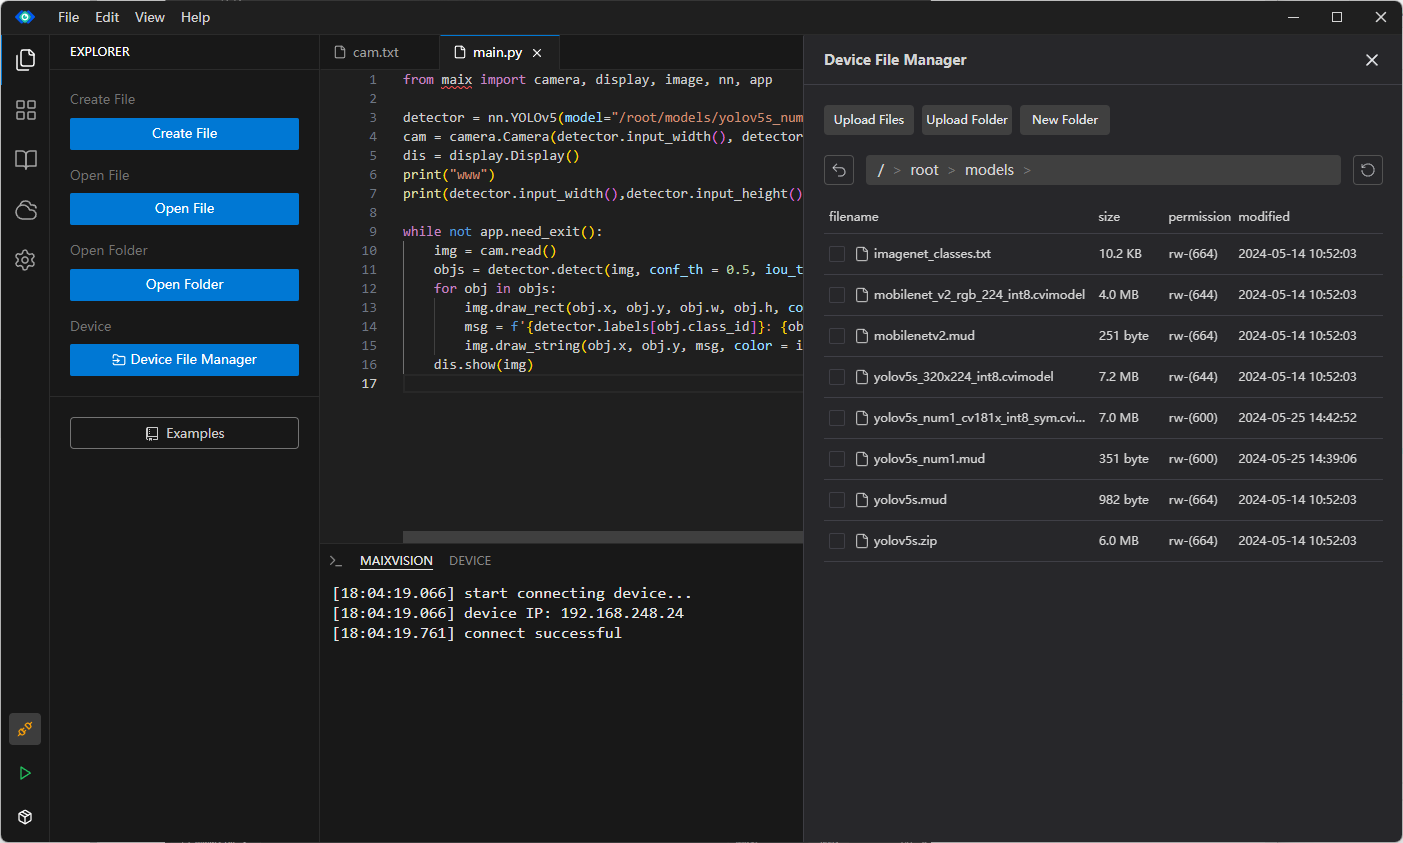 File Edit View Help
EXPLORER
Create File
Create File
Open File
Open File
Open Folder
Open Folder
Device
Device File Manager
Examples
cam.txt
main.py
1 from maix import camera, display, image, nn, app
2
3 detector = nn.YOLOv5(model="/root/models/yolov5s_num
4 cam = camera.Camera(detector.input_width(), detector
5 dis = display.Display()
6 print("www")
7 print(detector.input_width(),detector.input_height()
8
9 while not app.need_exit():
10 img = cam.read()
11 objs = detector.detect(img, conf_th = 0.5, iou_t
12 for obj in objs:
13 img.draw_rect(obj.x, obj.y, obj.w, obj.h, co
14 msg = f'{detector.labels[obj.class_id]}: {ob
15 img.draw_string(obj.x, obj.y, msg, color = i
16 dis.show(img)
17
MAIXVISION DEVICE
[18:04:19.066] start connecting device...
[18:04:19.066] device IP: 192.168.248.24
[18:04:19.761] connect successful
Device File Manager
Upload Files Upload Folder New Folder
/ > root > models >
filename size permission modified
imagenet_classes.txt 10.2 KB rw-(664) 2024-05-14 10:52:03
mobilenet_v2_rgb_224_int8.cvimodel 4.0 MB rw-(644) 2024-05-14 10:52:03
mobilenetv2.mud 251 byte rw-(664) 2024-05-14 10:52:03
yolov5s_320x224_int8.cvimodel 7.2 MB rw-(644) 2024-05-14 10:52:03
yolov5s_num1_cv181x_int8_sym.cvi... 7.0 MB rw-(600) 2024-05-25 14:42:52
yolov5s_num1.mud 351 byte rw-(600) 2024-05-25 14:39:06
yolov5s.mud 982 byte rw-(664) 2024-05-14 10:52:03
yolov5s.zip 6.0 MB rw-(664) 2024-05-14 10:52:03